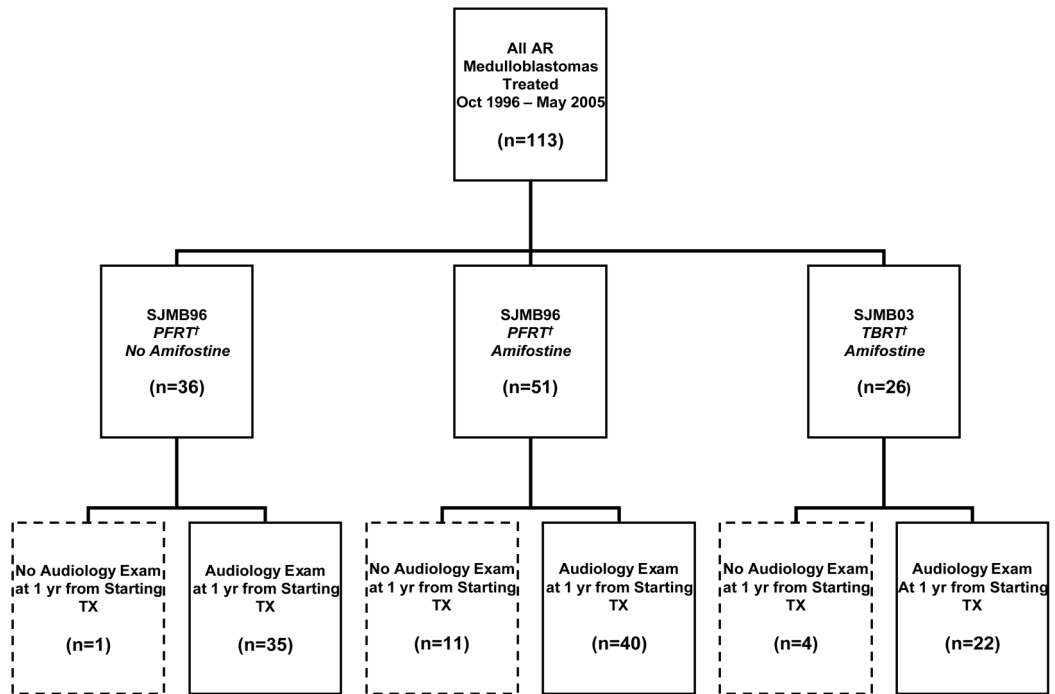 All AR
Medulloblastomas
Treated
Oct 1996 – May 2005
(n=113)
SJMB96
PFRT†
No Amifostine
(n=36)
SJMB96
PFRT†
Amifostine
(n=51)
SJMB03
TBRT†
Amifostine
(n=26)
No Audiology Exam
at 1 yr from Starting
TX
(n=1)
Audiology Exam
at 1 yr from Starting
TX
(n=35)
No Audiology Exam
at 1 yr from Starting
TX
(n=11)
Audiology Exam
at 1 yr from Starting
TX
(n=40)
No Audiology Exam
at 1 yr from Starting
TX
(n=4)
Audiology Exam
At 1 yr from Starting
TX
(n=22)